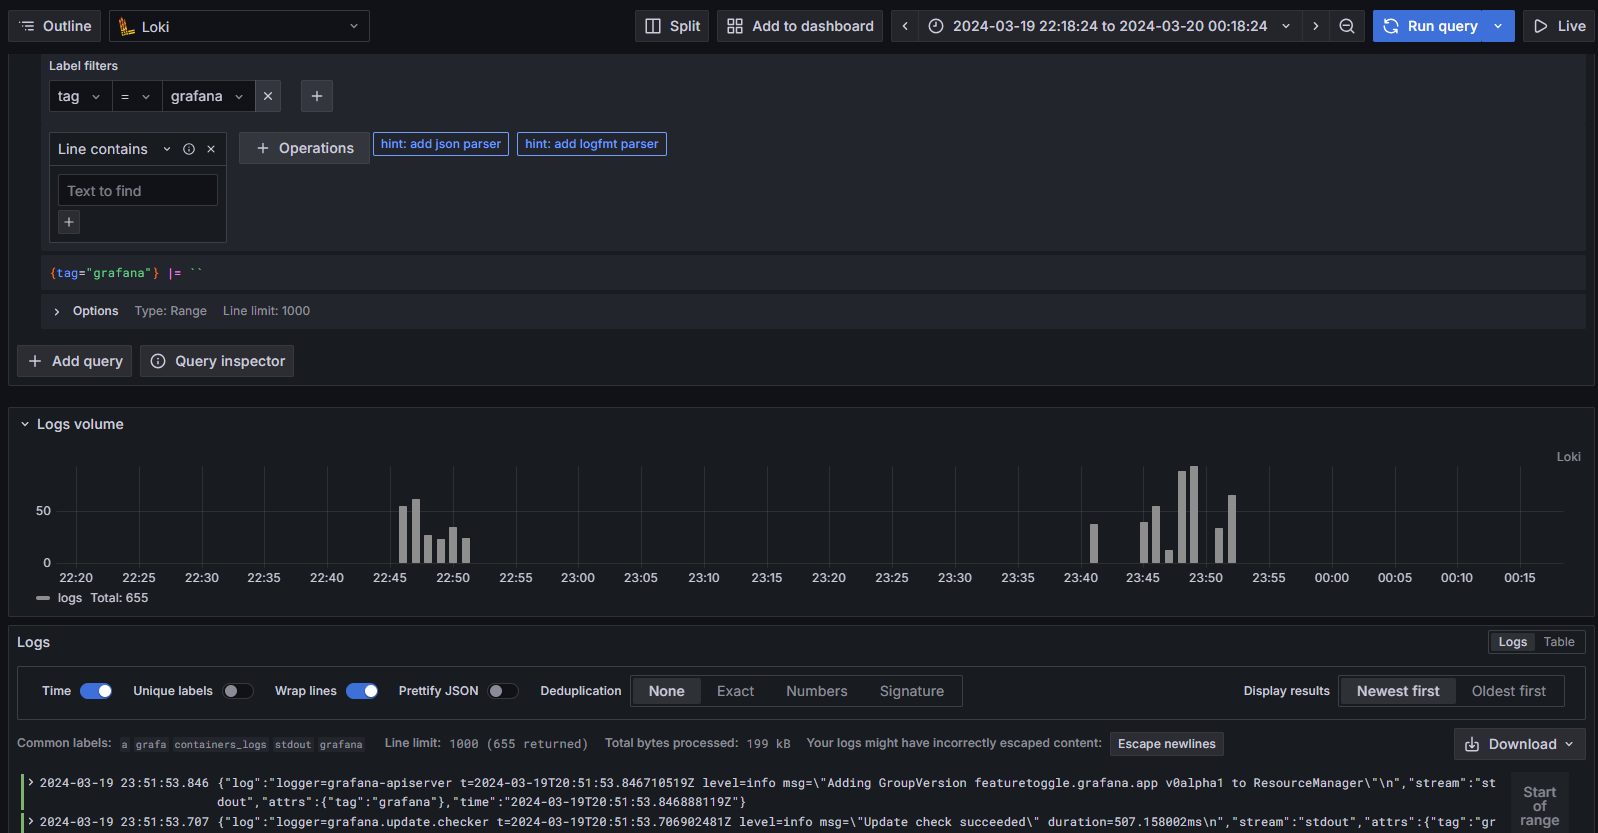 Outline Loki Split Add to dashboard 2024-03-19 22:18:24 to 2024-03-20 00:18:24 Run query Live
Label filters
tag = grafana
Line contains Operations hint: add json parser hint: add logfmt parser
Text to find
{tag="grafana"} |= ``
Options Type: Range Line limit: 1000
Add query Query inspector
Logs volume
Loki
50
0
22:20 22:25 22:30 22:35 22:40 22:45 22:50 22:55 23:00 23:05 23:10 23:15 23:20 23:25 23:30 23:35 23:40 23:45 23:50 23:55 00:00 00:05 00:10 00:15
logs Total: 655
Logs Logs Table
Time Unique labels Wrap lines Prettify JSON Deduplication None Exact Numbers Signature Display results Newest first Oldest first
Common labels: a grafa containers_logs stdout grafana Line limit: 1000 (655 returned) Total bytes processed: 199 kB Your logs might have incorrectly escaped content: Escape newlines Download
2024-03-19 23:51:53.846 {"log":"logger=grafana-apiserver t=2024-03-19T20:51:53.846710519Z level=info msg=\"Adding GroupVersion featuretoggle.grafana.app v0alpha1 to ResourceManager\"\n","stream":"st
dout","attrs":{"tag":"grafana"},"time":"2024-03-19T20:51:53.846888119Z"}
2024-03-19 23:51:53.707 {"log":"logger=grafana.update.checker t=2024-03-19T20:51:53.706902481Z level=info msg=\"Update check succeeded\" duration=507.158002ms\n","stream":"stdout","attrs":{"tag":"gr
Start
of
range